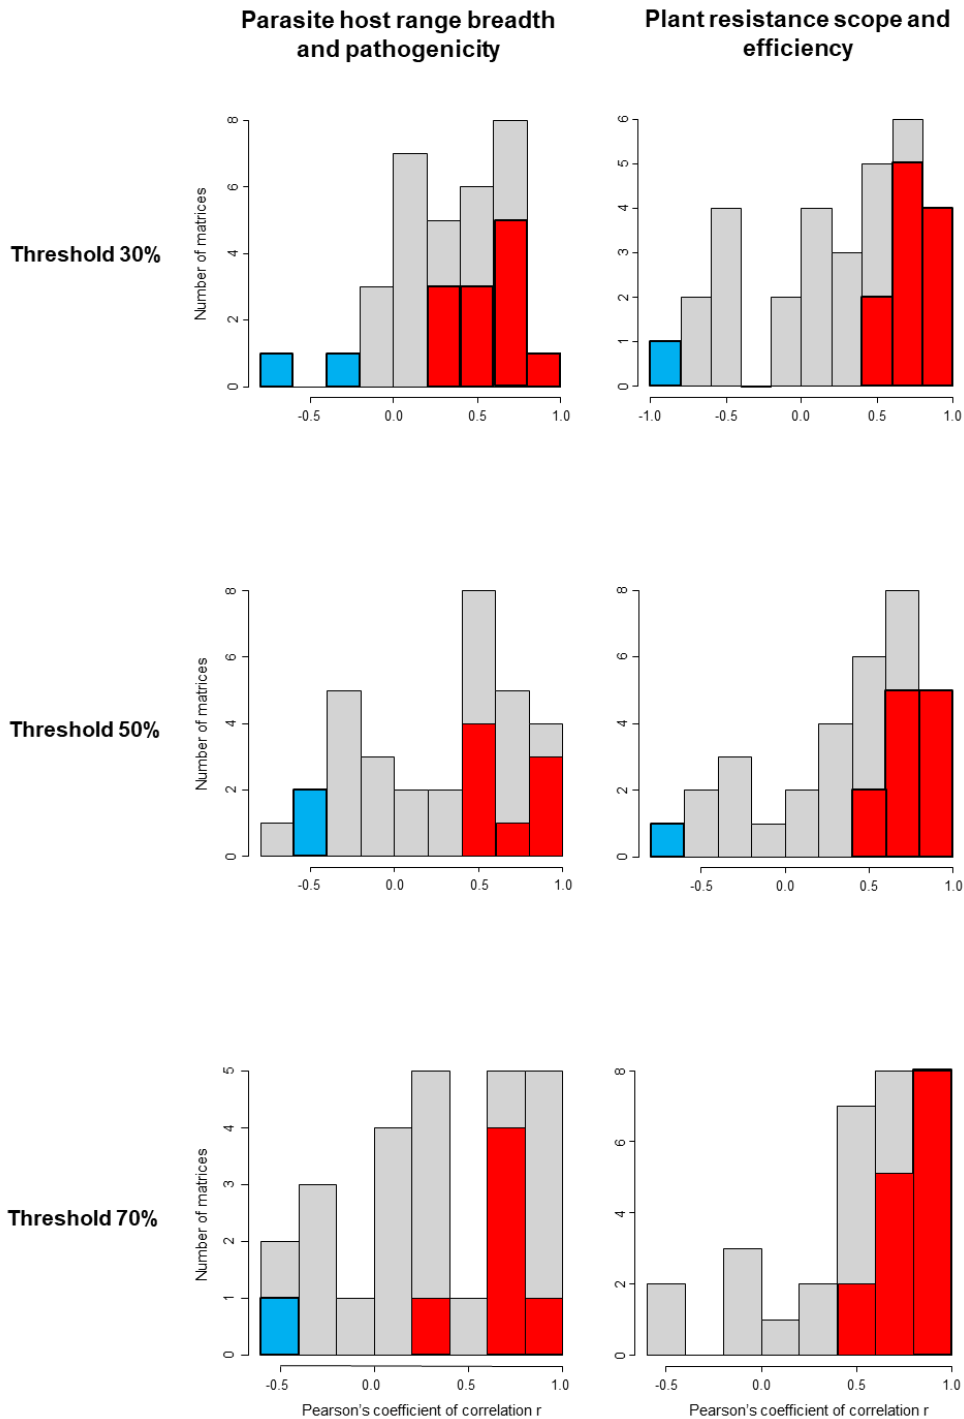 Parasite host range breadth
and pathogenicity
Plant resistance scope and
efficiency
Threshold 30%
Number of matrices
0 2 4 6 8
-0.5 0.0 0.5 1.0
0 1 2 3 4 5 6
-1.0 -0.5 0.0 0.5 1.0
Threshold 50%
Number of matrices
0 2 4 6 8
-0.5 0.0 0.5 1.0
0 2 4 6 8
-0.5 0.0 0.5 1.0
Threshold 70%
Number of matrices
0 1 2 3 4 5
-0.5 0.0 0.5 1.0
Pearson's coefficient of correlation r
0 2 4 6 8
-0.5 0.0 0.5 1.0
Pearson's coefficient of correlation r